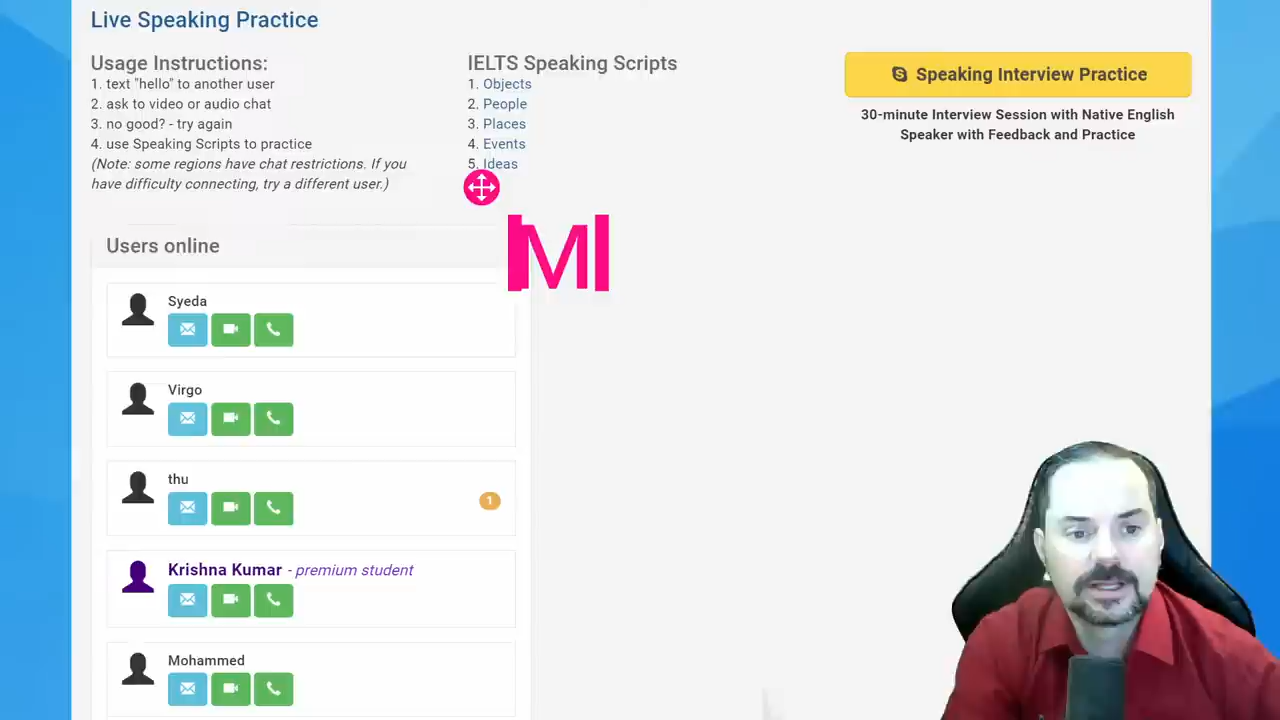 Live Speaking Practice
Usage Instructions:
1. text "hello" to another user
2. ask to video or audio chat
3. no good? - try again
4. use Speaking Scripts to practice
(Note: some regions have chat restrictions. If you
have difficulty connecting, try a different user.)
IELTS Speaking Scripts
1. Objects
2. People
3. Places
4. Events
5. Ideas
Speaking Interview Practice
30-minute Interview Session with Native English
Speaker with Feedback and Practice
M
Users online
Syeda
Virgo
thu
1
Krishna Kumar - premium student
Mohammed